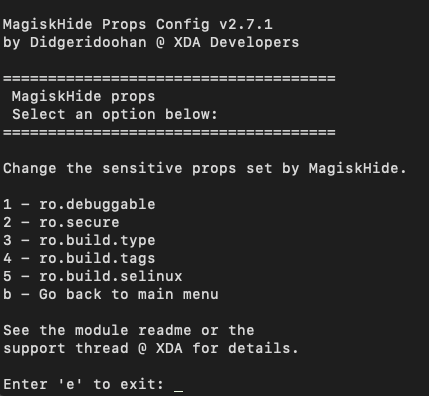 MagiskHide Props Config v2.7.1
by Didgeridoohan @ XDA Developers
=====================================
MagiskHide props
Select an option below:
=====================================
Change the sensitive props set by MagiskHide.
1 - ro.debuggable
2 - ro.secure
3 - ro.build.type
4 - ro.build.tags
5 - ro.build.selinux
b - Go back to main menu
See the module readme or the
support thread @ XDA for details.
Enter 'e' to exit: _